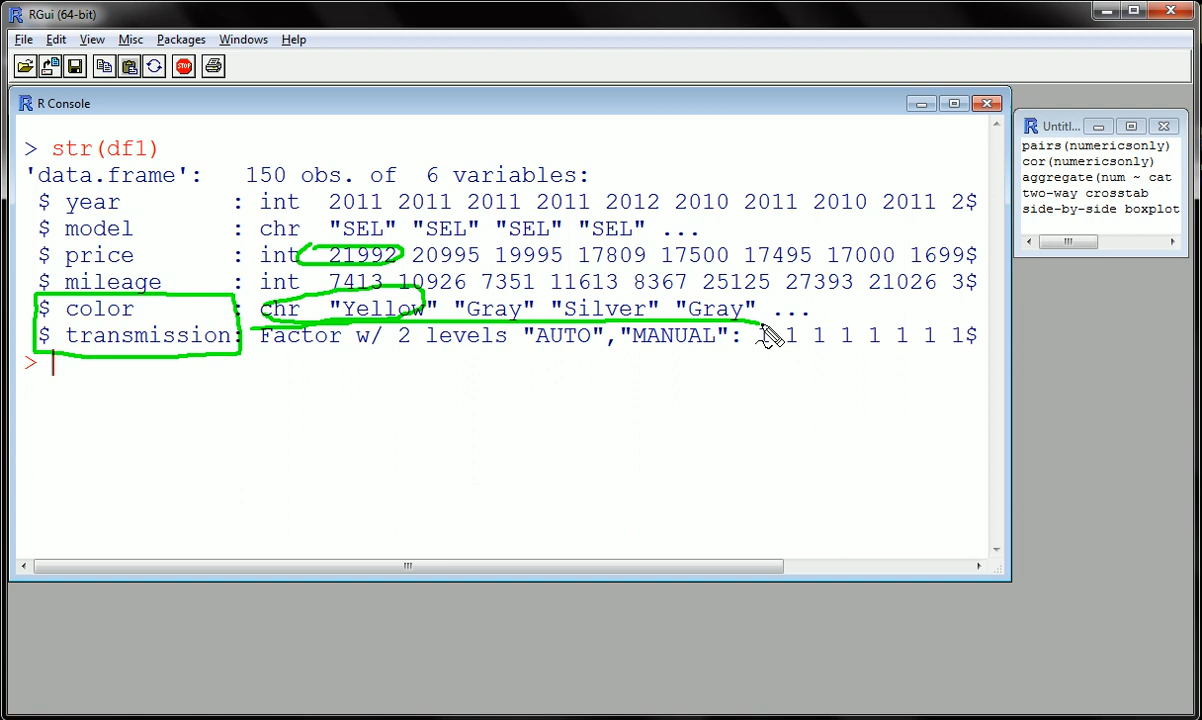 RGui (64-bit)
File Edit View Misc Packages Windows Help
STOP
R Console
> str(df1)
'data.frame': 150 obs. of 6 variables:
$ year : int 2011 2011 2011 2011 2012 2010 2011 2010 2011 2$
$ model : chr "SEL" "SEL" "SEL" "SEL" ...
$ price : int 21992 20995 19995 17809 17500 17495 17000 1699$
$ mileage : int 7413 10926 7351 11613 8367 25125 27393 21026 3$
$ color : chr "Yellow" "Gray" "Silver" "Gray" ...
$ transmission: Factor w/ 2 levels "AUTO","MANUAL": 1 1 1 1 1 1 1 1$
>
Untitl...
pairs(numericsonly)
cor(numericsonly)
aggregate(num ~ cat
two-way crosstab
side-by-side boxplot